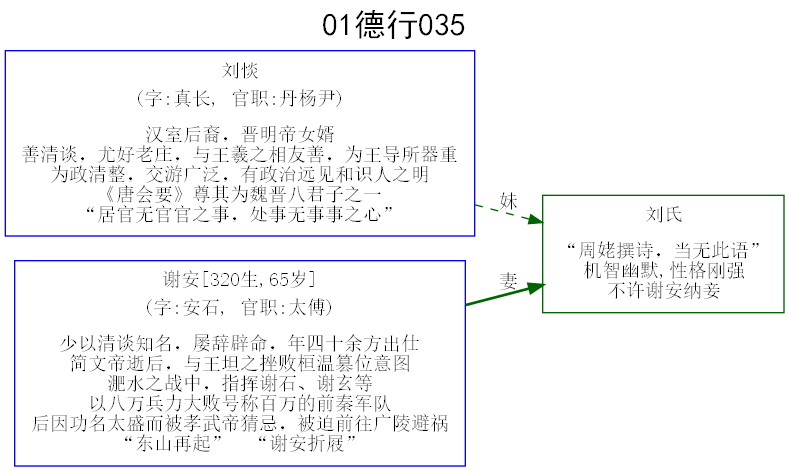 01德行035
刘惔
(字:真长, 官职:丹杨尹)
汉室后裔，晋明帝女婿
善清谈，尤好老庄，与王羲之相友善，为王导所器重
为政清整，交游广泛，有政治远见和识人之明
《唐会要》尊其为魏晋八君子之一
“居官无官官之事，处事无事事之心”
妹
刘氏
“周姥撰诗，当无此语”
机智幽默,性格刚强
不许谢安纳妾
妻
谢安[320生,65岁]
(字:安石, 官职:太傅)
少以清谈知名，屡辞辟命，年四十余方出仕
简文帝逝后，与王坦之挫败桓温篡位意图
淝水之战中，指挥谢石、谢玄等
以八万兵力大败号称百万的前秦军队
后因功名太盛而被孝武帝猜忌，被迫前往广陵避祸
“东山再起” “谢安折屐”